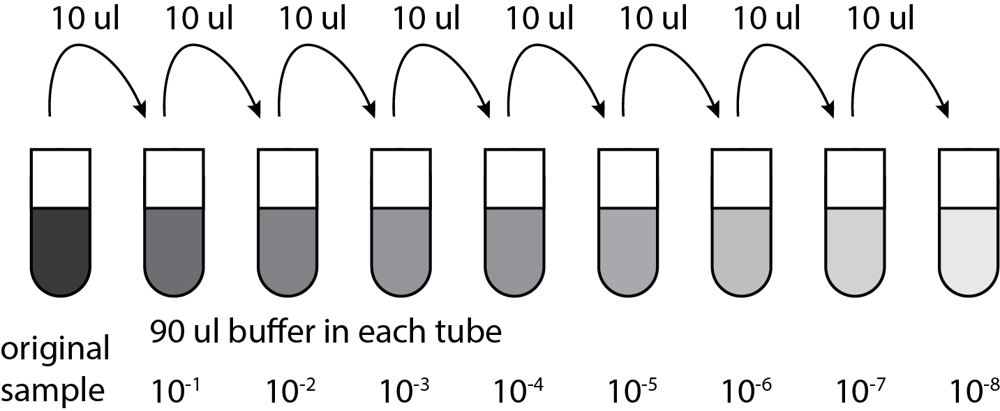 10 ul 10 ul 10 ul 10 ul 10 ul 10 ul 10 ul 10 ul
90 ul buffer in each tube
original
sample 10⁻¹ 10⁻² 10⁻³ 10⁻⁴ 10⁻⁵ 10⁻⁶ 10⁻⁷ 10⁻⁸